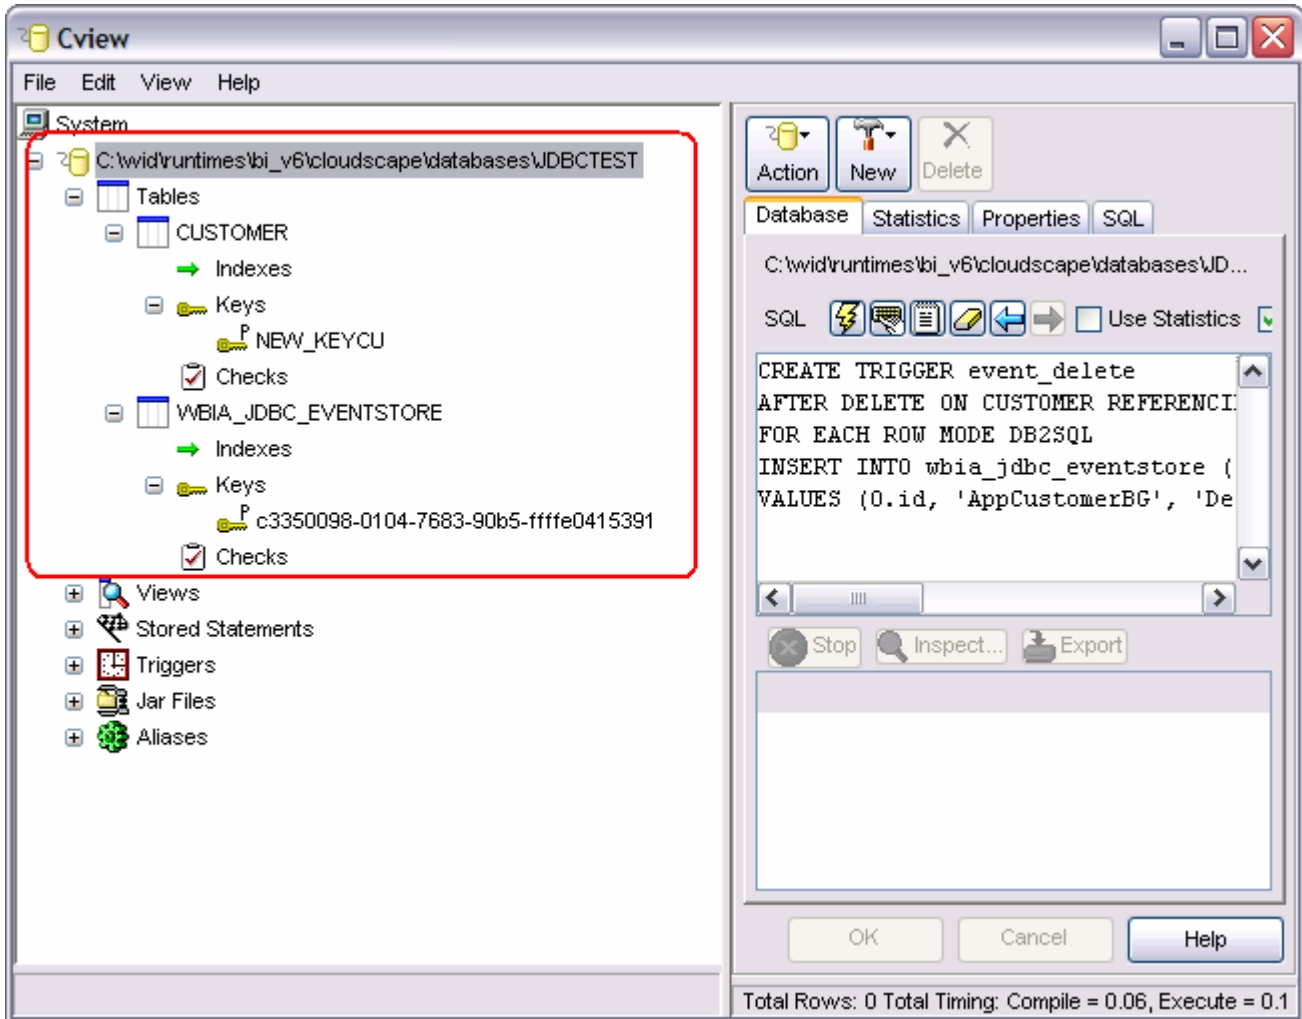 Cview
File Edit View Help
System
C:\wid\runtimes\bi_v6\cloudscape\databases\JDBCTEST
Tables
CUSTOMER
Indexes
Keys
NEW_KEYCU
Checks
WBIA_JDBC_EVENTSTORE
Indexes
Keys
c3350098-0104-7683-90b5-ffffe0415391
Checks
Views
Stored Statements
Triggers
Jar Files
Aliases
Action New Delete
Database Statistics Properties SQL
C:\wid\runtimes\bi_v6\cloudscape\databases\JD...
SQL Use Statistics
CREATE TRIGGER event_delete
AFTER DELETE ON CUSTOMER REFERENCI
FOR EACH ROW MODE DB2SQL
INSERT INTO wbia_jdbc_eventstore (
VALUES (O.id, 'AppCustomerBG', 'De
Stop Inspect... Export
OK Cancel Help
Total Rows: 0 Total Timing: Compile = 0.06, Execute = 0.1